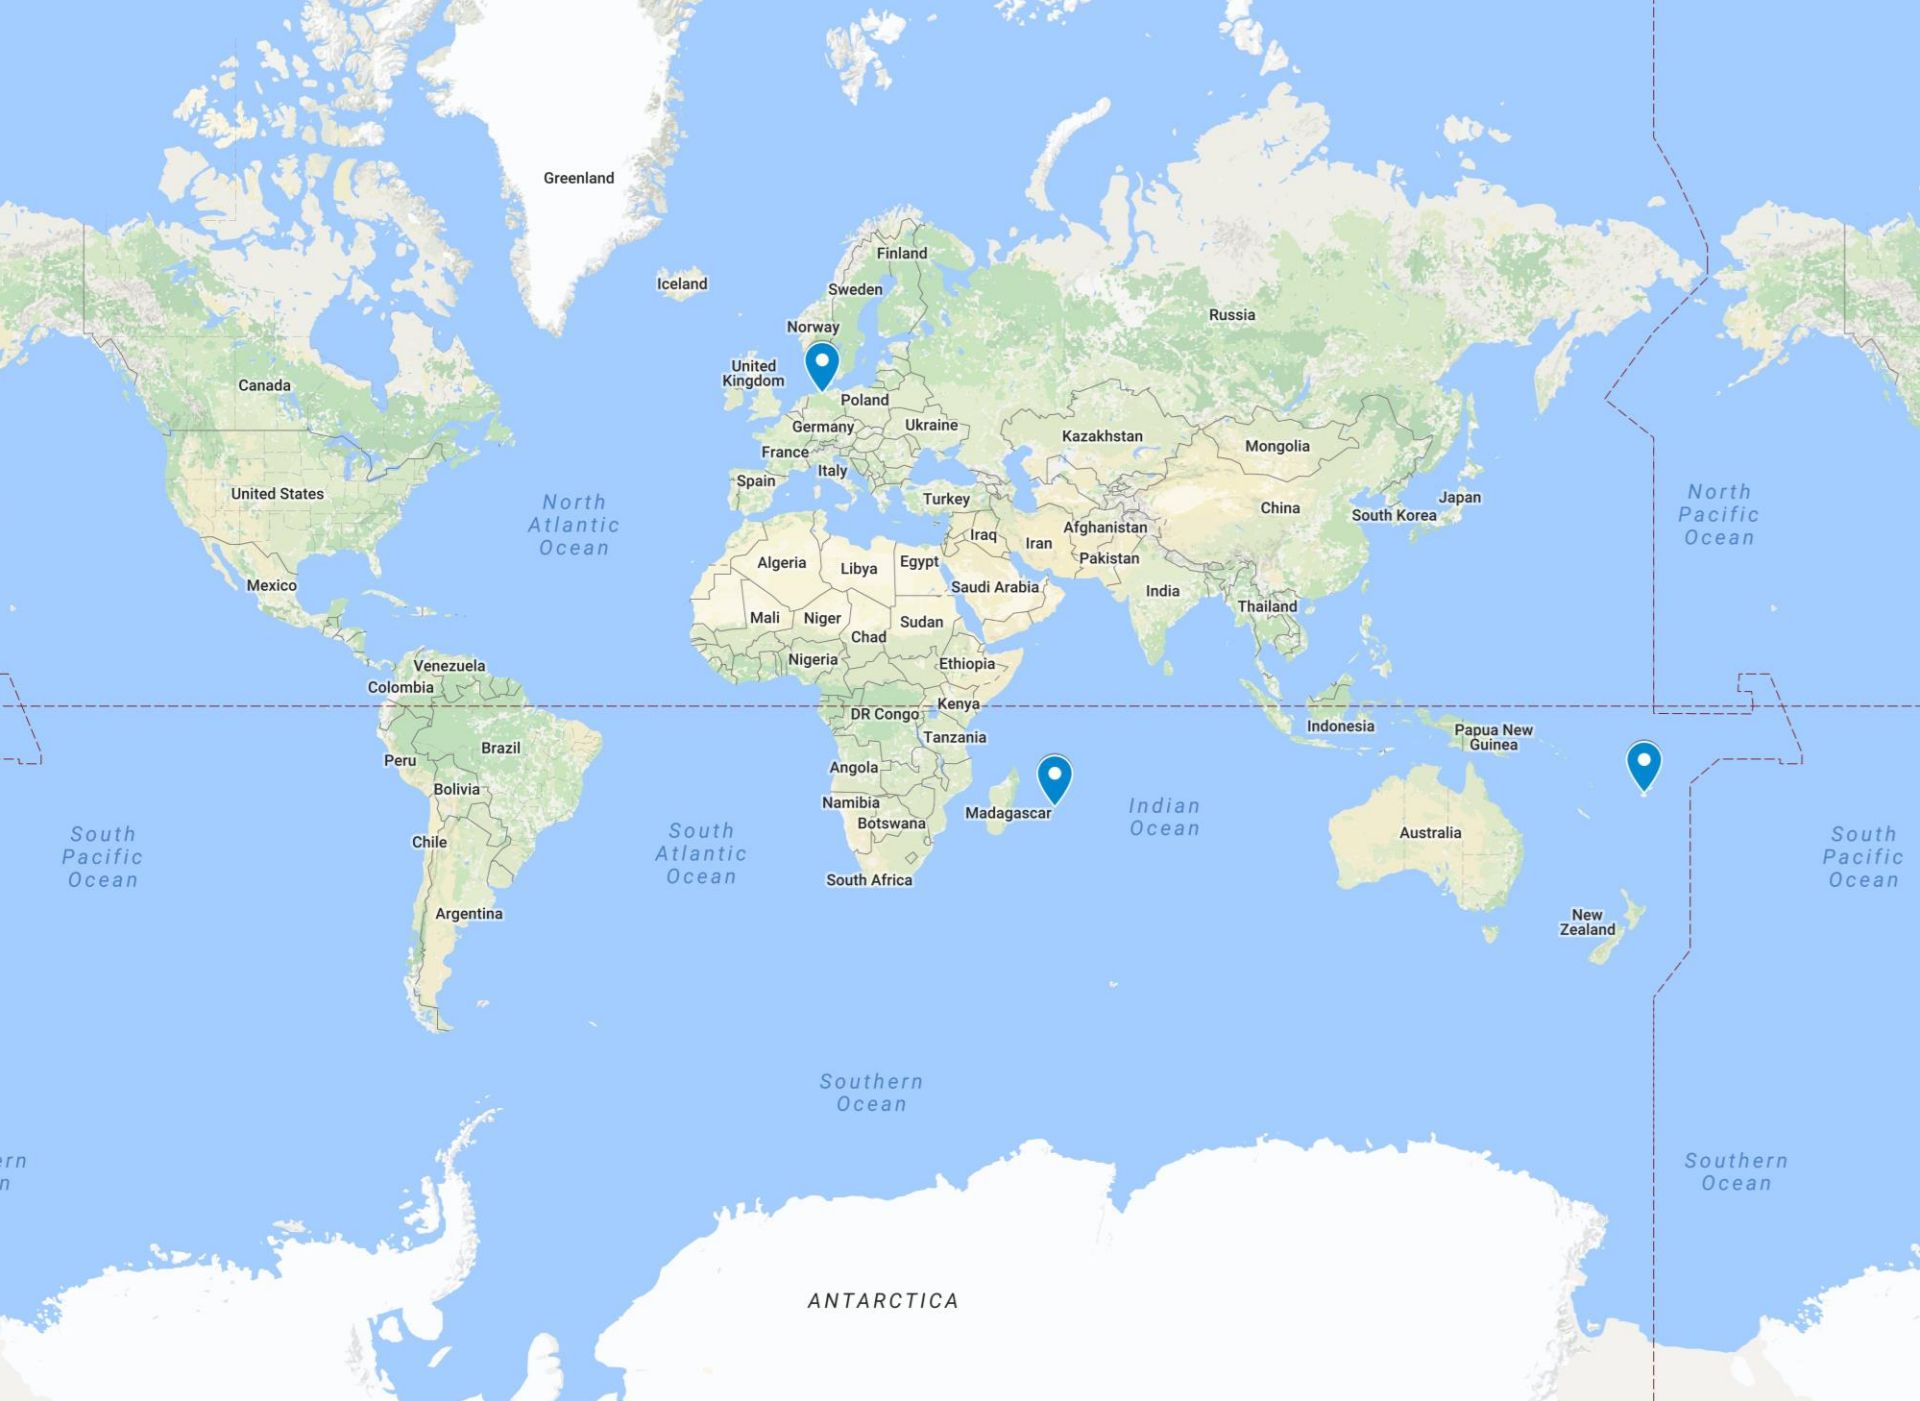 Greenland
Finland
Iceland
Sweden
Russia
Norway
United
Kingdom
Canada
Poland
Germany
Ukraine
Kazakhstan
Mongolia
France
Italy
Spain
United States
Turkey
China
Japan
South Korea
North
Atlantic
Ocean
North
Pacific
Ocean
Afghanistan
Iraq
Iran
Pakistan
Algeria
Libya
Egypt
Saudi Arabia
India
Mexico
Thailand
Mali
Niger
Sudan
Chad
Nigeria
Ethiopia
Venezuela
Colombia
Kenya
DR Congo
Indonesia
Papua New
Guinea
Tanzania
Brazil
Peru
Angola
Bolivia
Namibia
Madagascar
Botswana
Indian
Ocean
Australia
South
Pacific
Ocean
Chile
South
Atlantic
Ocean
South
Pacific
Ocean
South Africa
Argentina
New
Zealand
Southern
Ocean
ern
n
Southern
Ocean
ANTARCTICA